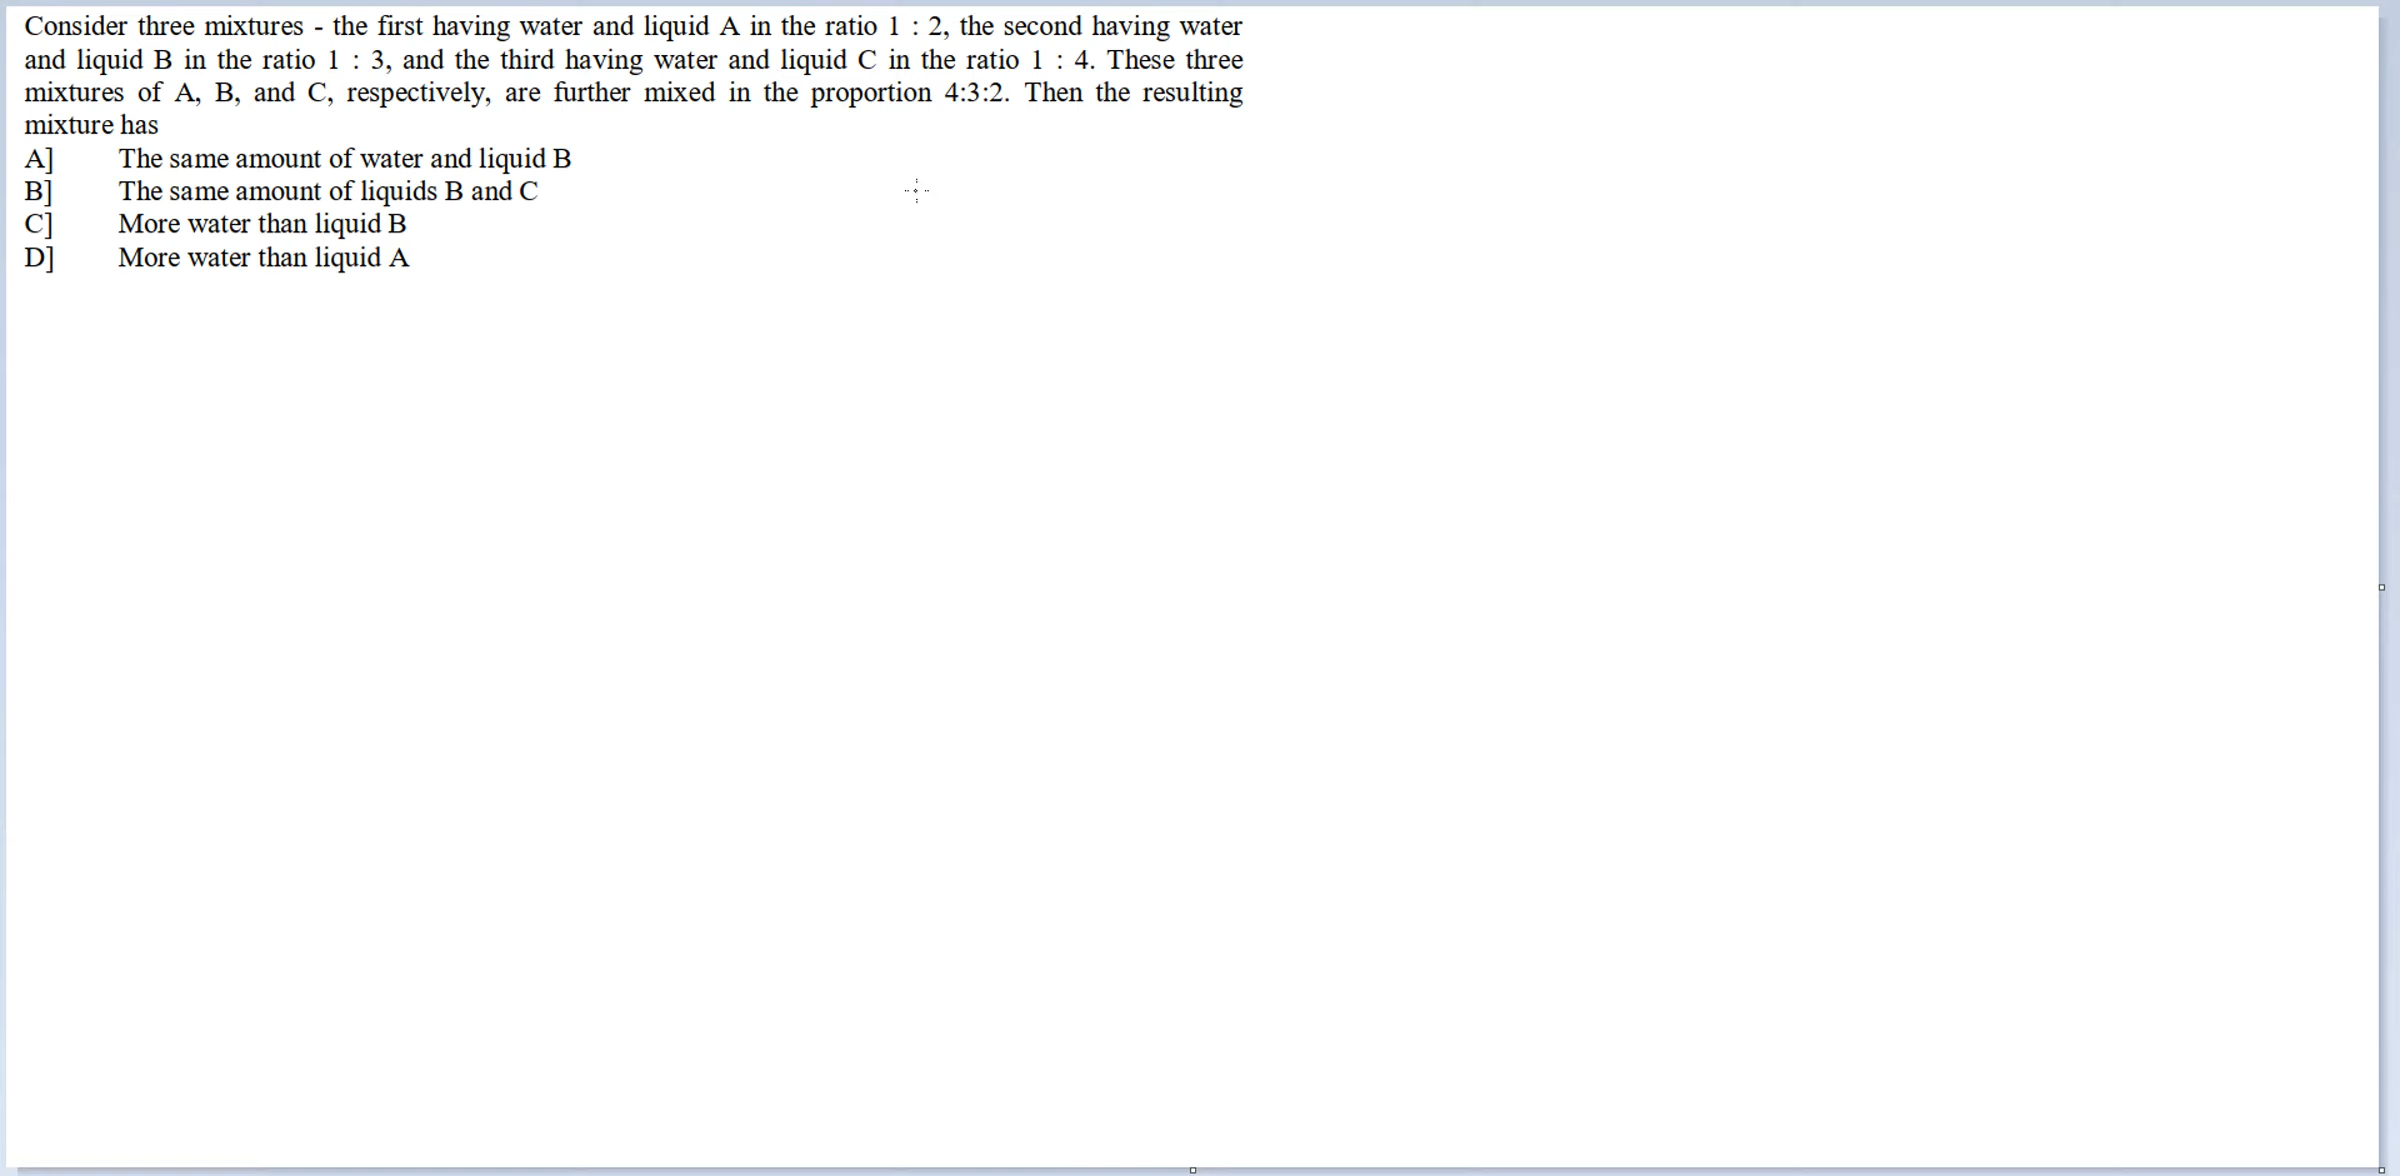 Consider three mixtures - the first having water and liquid A in the ratio 1 : 2, the second having water
and liquid B in the ratio 1 : 3, and the third having water and liquid C in the ratio 1 : 4. These three
mixtures of A, B, and C, respectively, are further mixed in the proportion 4:3:2. Then the resulting
mixture has
A] The same amount of water and liquid B
B] The same amount of liquids B and C
C] More water than liquid B
D] More water than liquid A